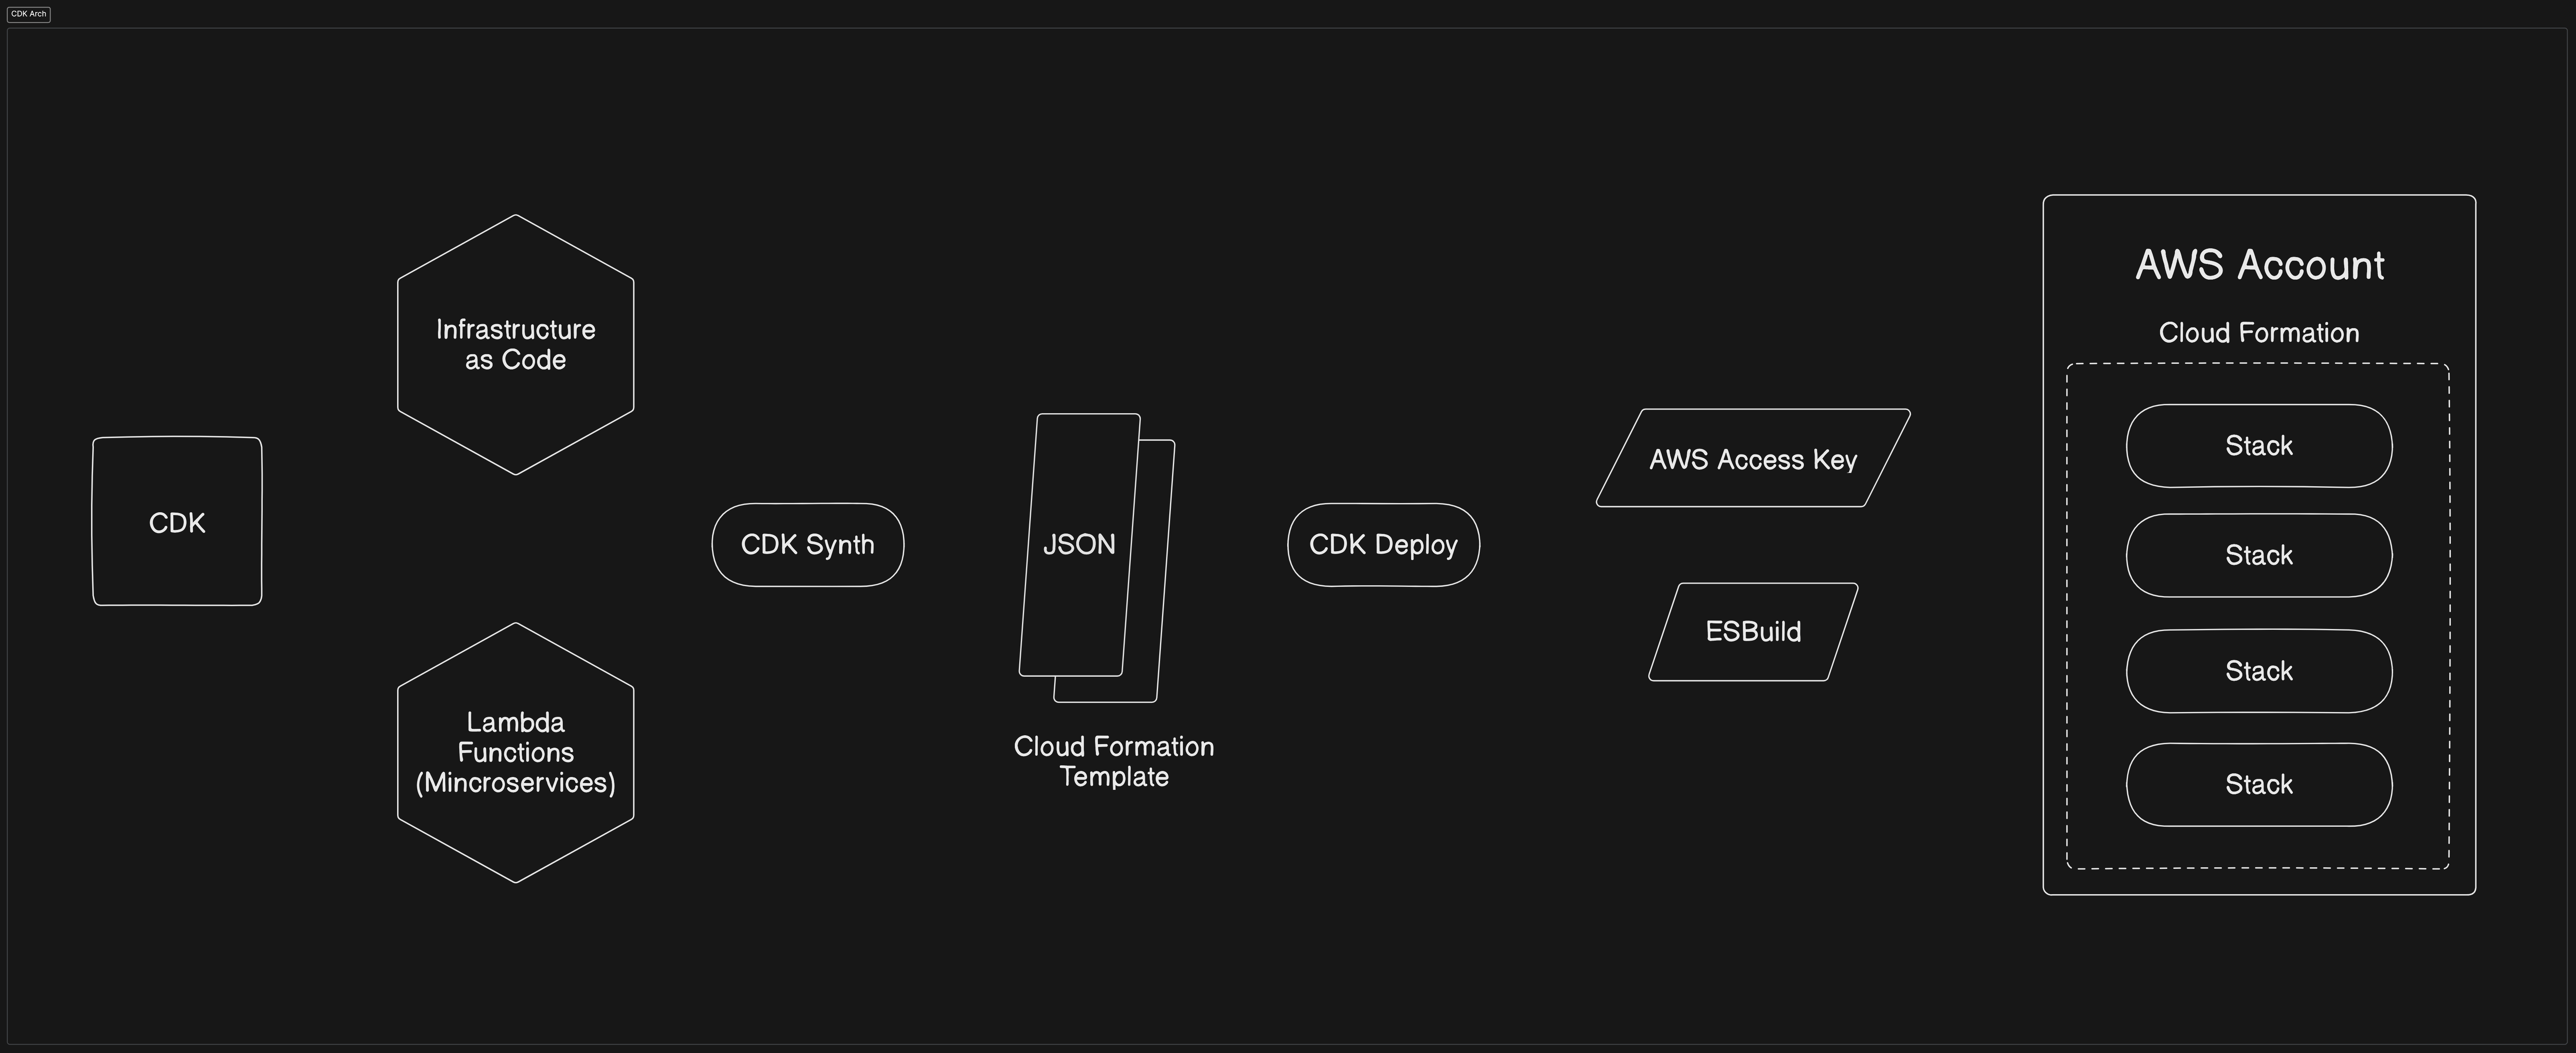 CDK Arch
CDK
Infrastructure
as Code
Lambda
Functions
(Mincroservices)
CDK Synth
JSON
Cloud Formation
Template
CDK Deploy
AWS Access Key
ESBuild
AWS Account
Cloud Formation
Stack
Stack
Stack
Stack